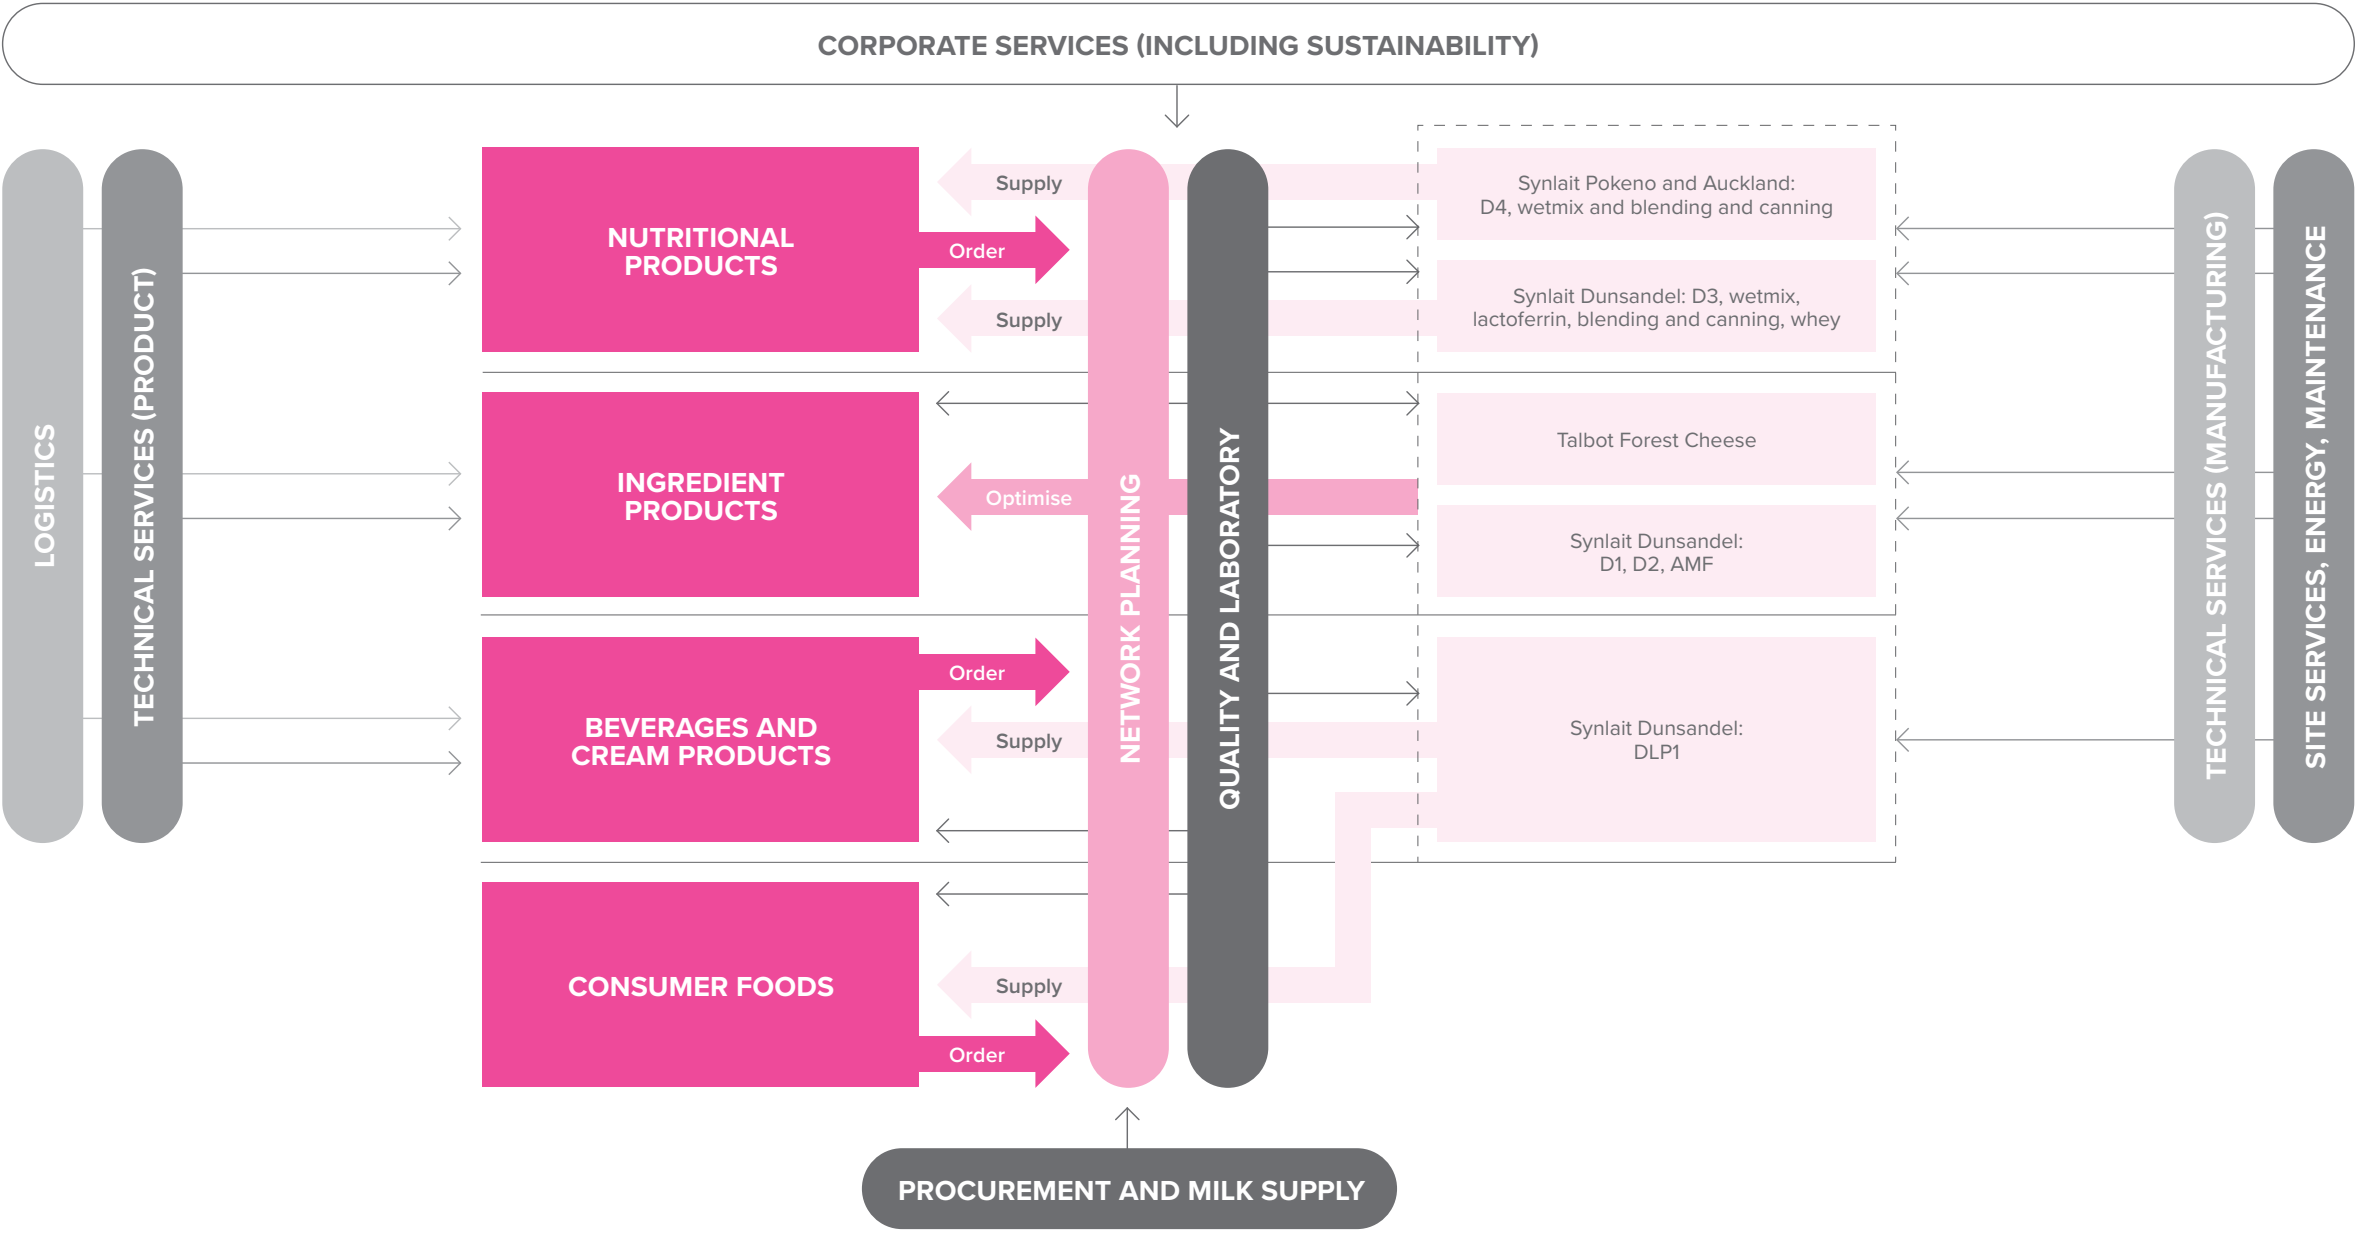 CORPORATE SERVICES (INCLUDING SUSTAINABILITY)
LOGISTICS
TECHNICAL SERVICES (PRODUCT)
NUTRITIONAL
PRODUCTS
Supply
Order
Supply
INGREDIENT
PRODUCTS
Optimise
BEVERAGES AND
CREAM PRODUCTS
Order
Supply
CONSUMER FOODS
Supply
Order
NETWORK PLANNING
QUALITY AND LABORATORY
Synlait Pokeno and Auckland:
D4, wetmix and blending and canning
Synlait Dunsandel: D3, wetmix,
lactoferrin, blending and canning, whey
Talbot Forest Cheese
Synlait Dunsandel:
D1, D2, AMF
Synlait Dunsandel:
DLP1
TECHNICAL SERVICES (MANUFACTURING)
SITE SERVICES, ENERGY, MAINTENANCE
PROCUREMENT AND MILK SUPPLY